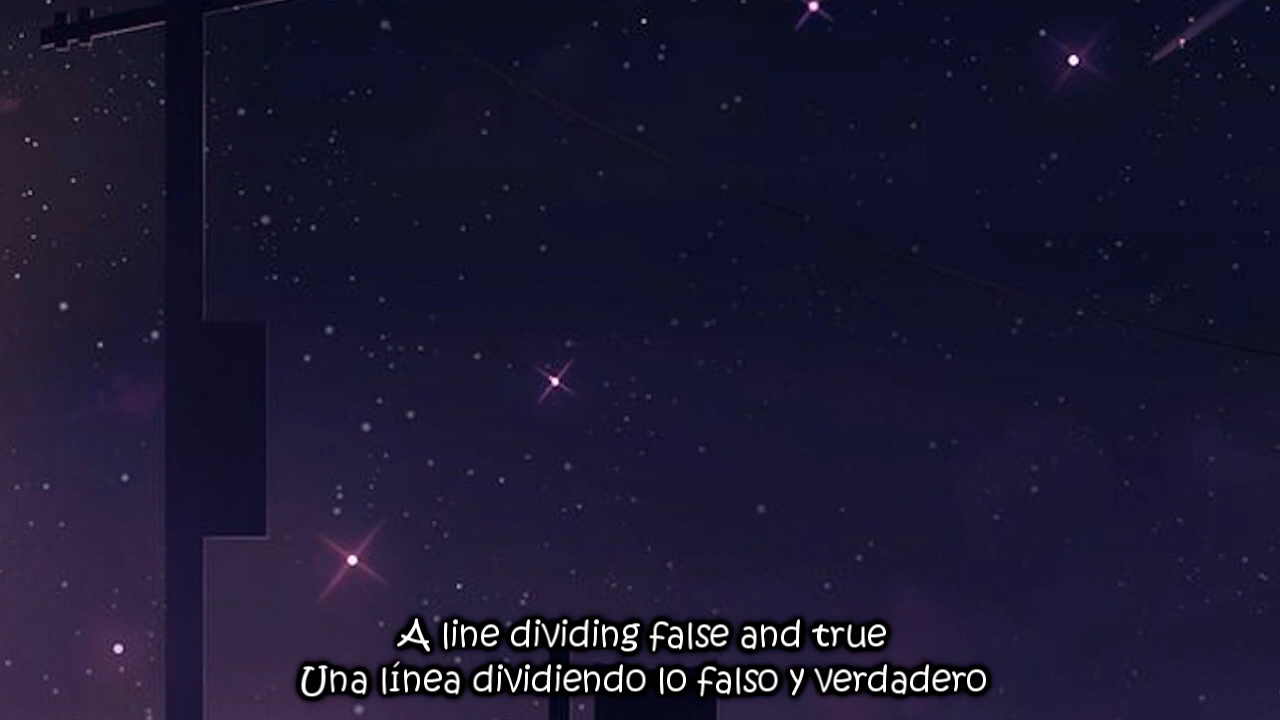 A line dividing false and true
Una línea dividiendo lo falso y verdadero